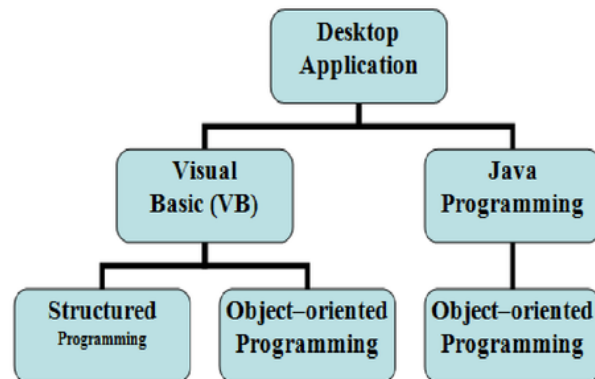 Desktop
Application
Visual
Basic (VB)
Java
Programming
Structured
Programming
Object–oriented
Programming
Object–oriented
Programming